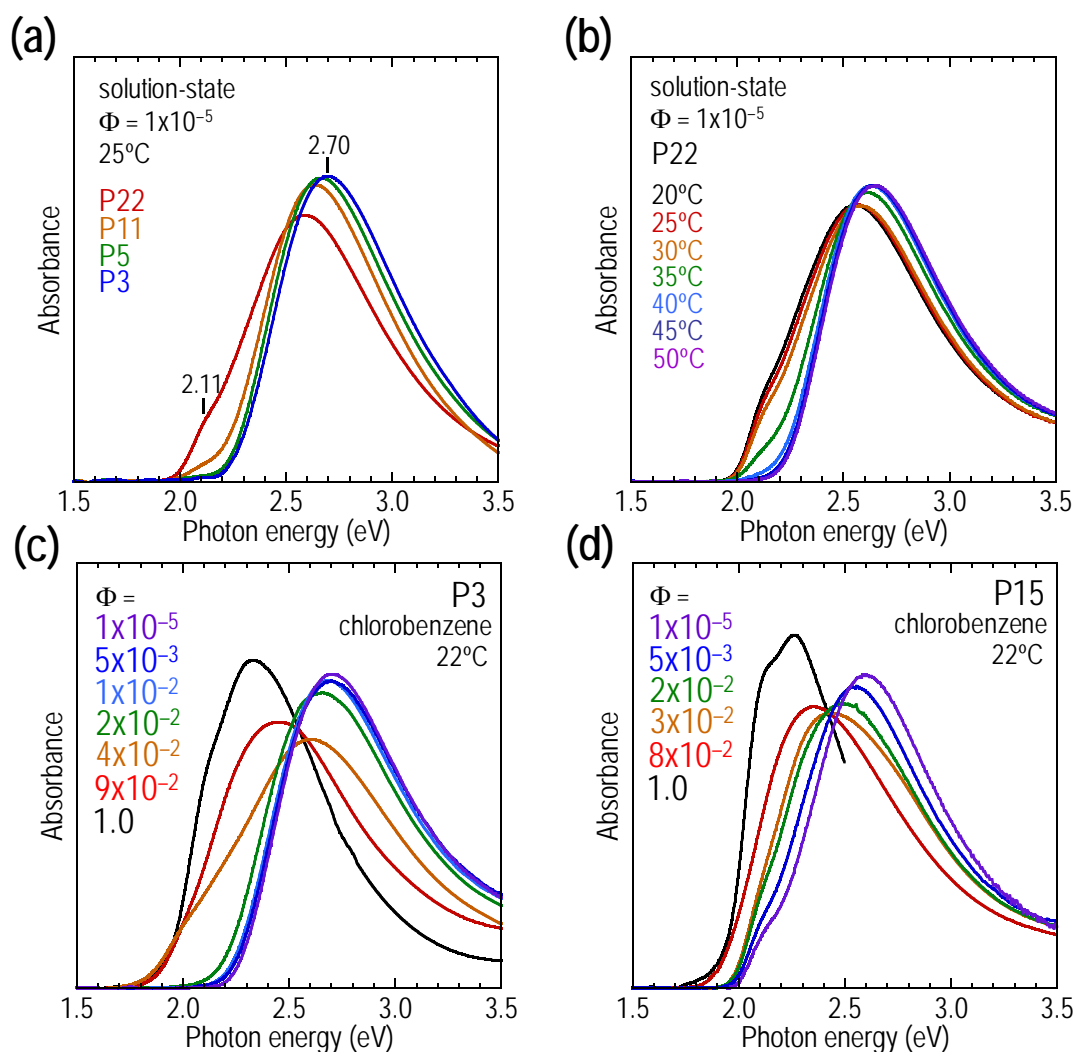 (a)
solution-state
Φ = 1x10⁻⁵
25ºC
P22
P11
P5
P3
2.11
2.70
Absorbance
1.5 2.0 2.5 3.0 3.5
Photon energy (eV)
(b)
solution-state
Φ = 1x10⁻⁵
P22
20ºC
25ºC
30ºC
35ºC
40ºC
45ºC
50ºC
Absorbance
1.5 2.0 2.5 3.0 3.5
Photon energy (eV)
(c)
Φ =
1x10⁻⁵
5x10⁻³
1x10⁻²
2x10⁻²
4x10⁻²
9x10⁻²
1.0
P3
chlorobenzene
22ºC
Absorbance
1.5 2.0 2.5 3.0 3.5
Photon energy (eV)
(d)
Φ =
1x10⁻⁵
5x10⁻³
2x10⁻²
3x10⁻²
8x10⁻²
1.0
P15
chlorobenzene
22ºC
Absorbance
1.5 2.0 2.5 3.0 3.5
Photon energy (eV)